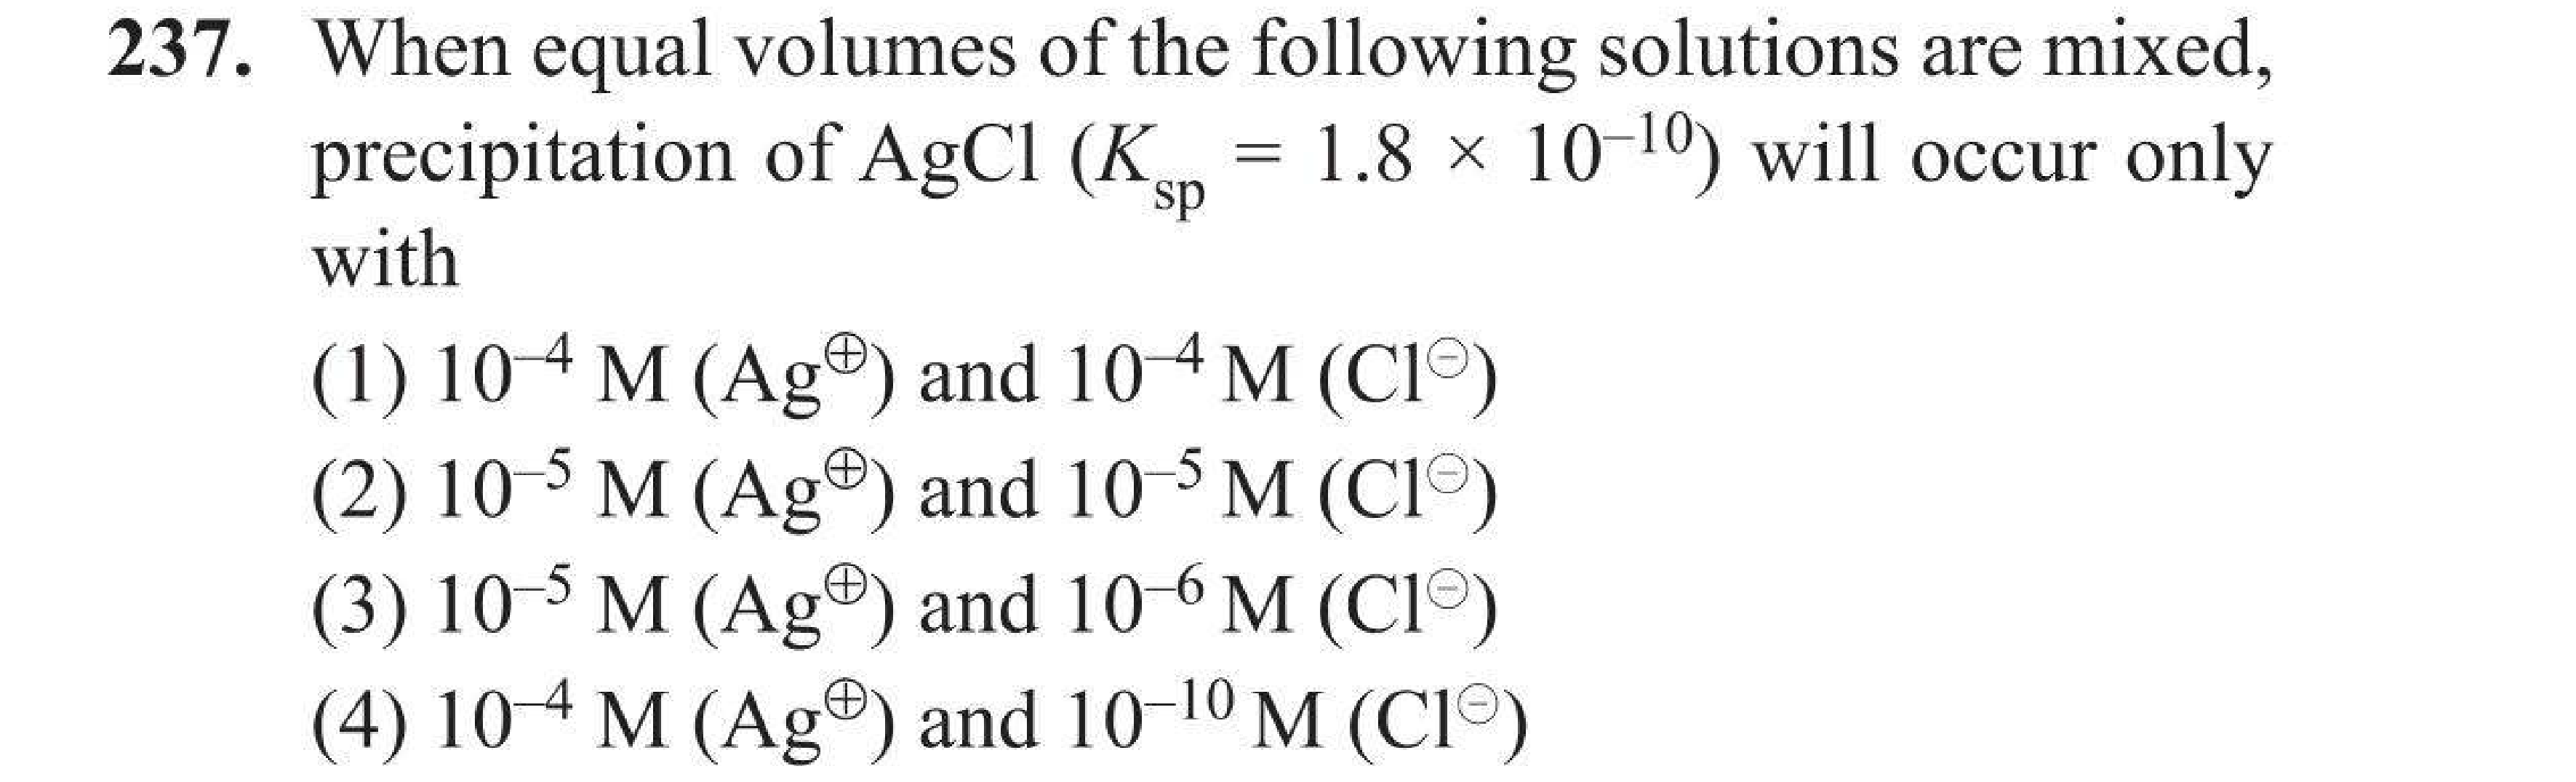 237. When equal volumes of the following solutions are mixed,
precipitation of AgCl (K_sp = 1.8 × 10⁻¹⁰) will occur only
with
(1) 10⁻⁴ M (Ag^⊕) and 10⁻⁴ M (Cl^⊖)
(2) 10⁻⁵ M (Ag^⊕) and 10⁻⁵ M (Cl^⊖)
(3) 10⁻⁵ M (Ag^⊕) and 10⁻⁶ M (Cl^⊖)
(4) 10⁻⁴ M (Ag^⊕) and 10⁻¹⁰ M (Cl^⊖)